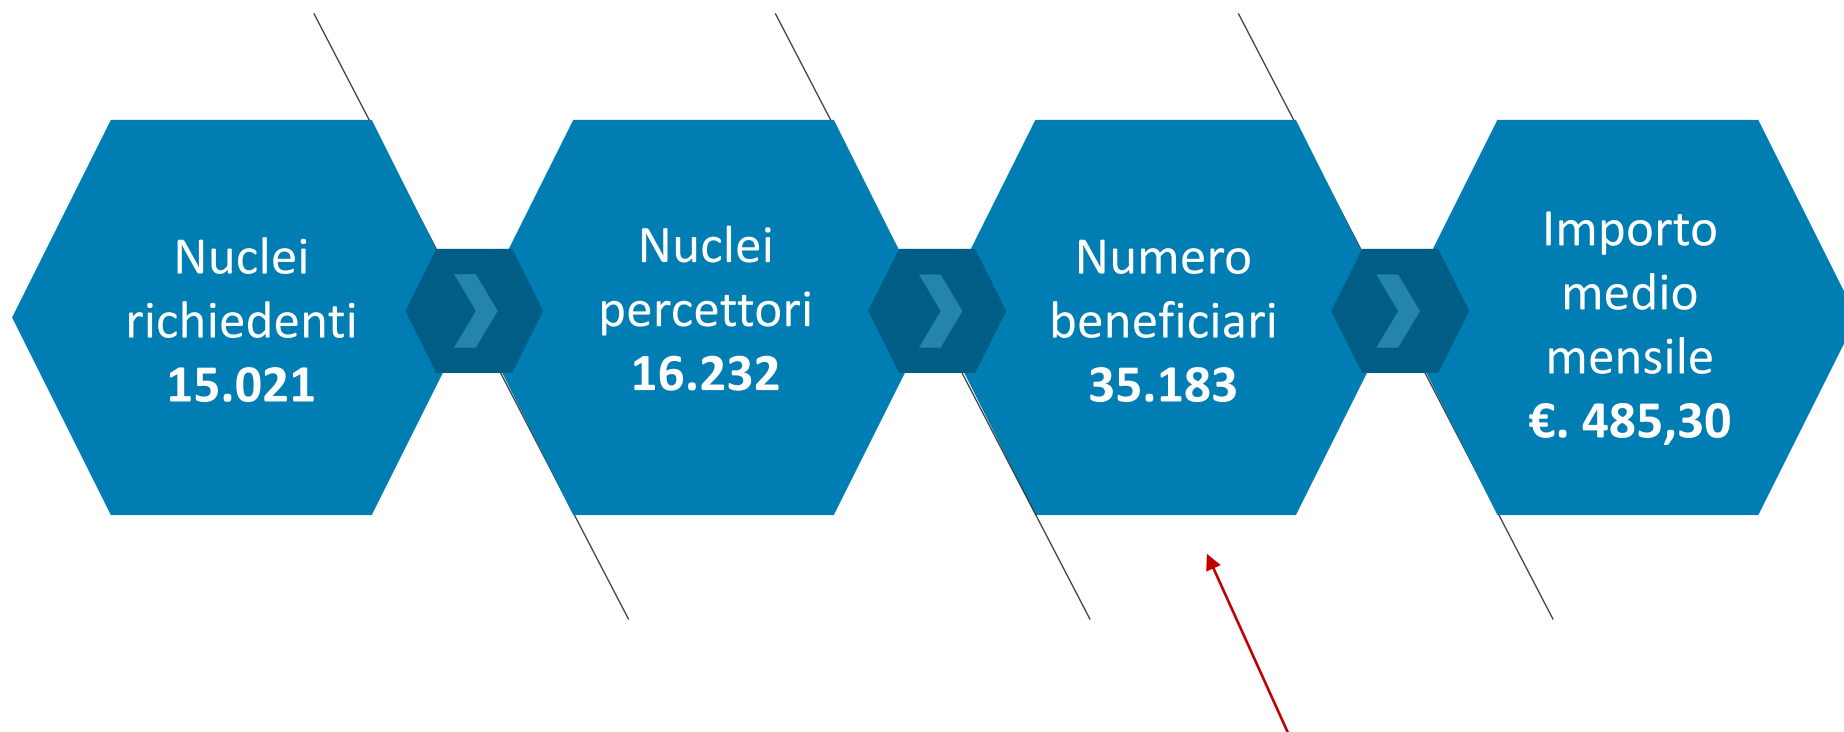 Nuclei
richiedenti
15.021
Nuclei
percettori
16.232
Numero
beneficiari
35.183
Importo
medio
mensile
€. 485,30